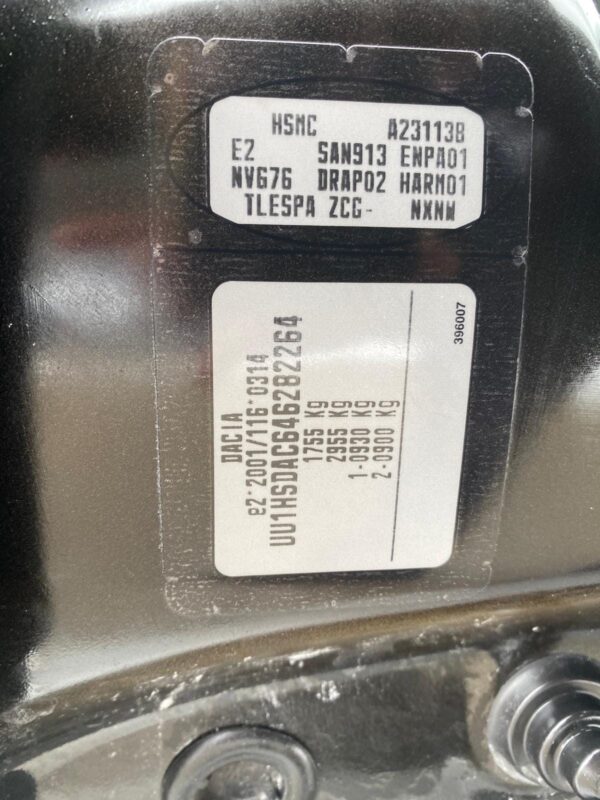 HSMC A23113B
E2 SAN913 ENPA01
NV676 DRAP02 HARM01
TLESPA ZCG- NXNW
DACIA
e2*2001/116*0314
UU1HSDAC646282264
1755 Kg
2955 Kg
1-0930 Kg
2-0900 Kg
396007